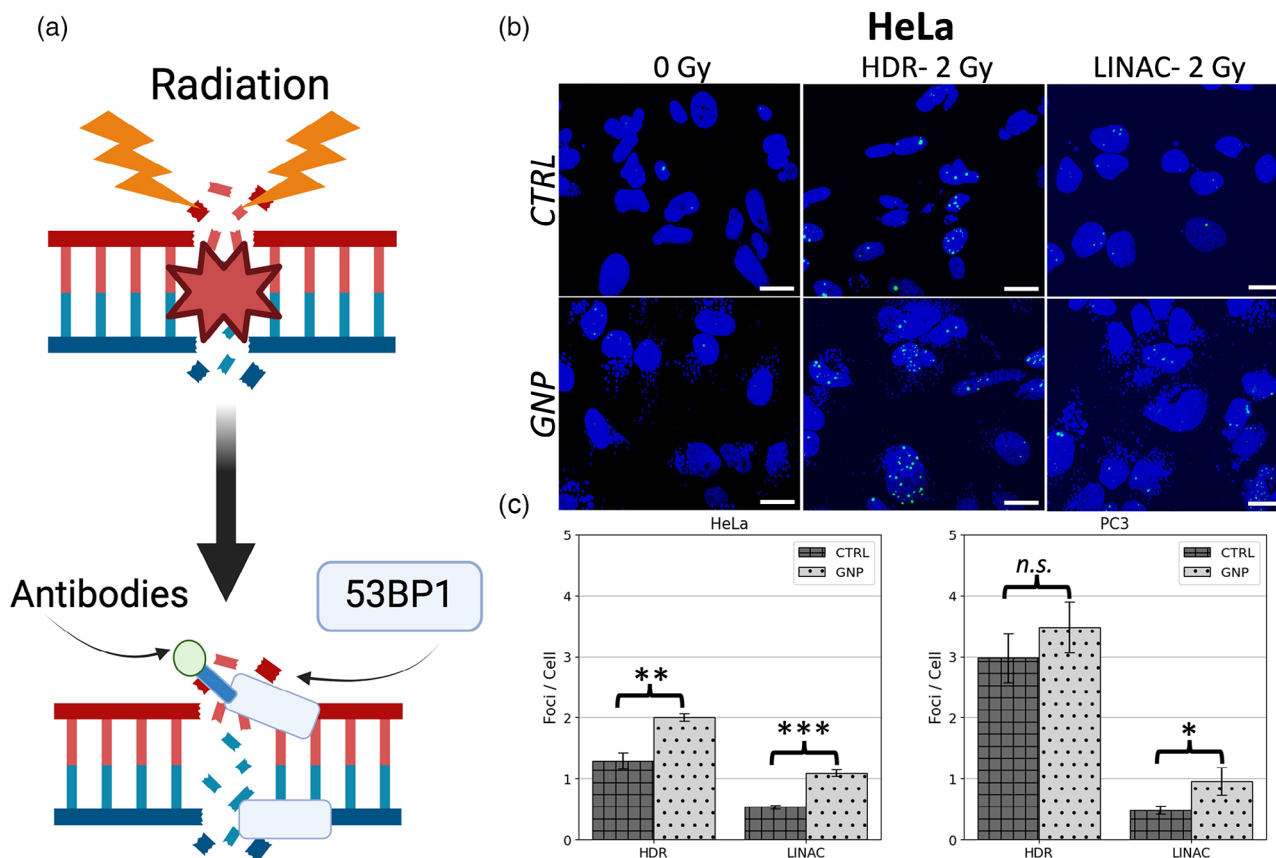 (a)
Radiation
Antibodies
53BP1
(b)
HeLa
0 Gy
HDR- 2 Gy
LINAC- 2 Gy
CTRL
GNP
(c)
HeLa
Foci / Cell
5
4
3
2
1
0
CTRL
GNP
**
***
HDR
LINAC
PC3
Foci / Cell
5
4
3
2
1
0
CTRL
GNP
n.s.
*
HDR
LINAC